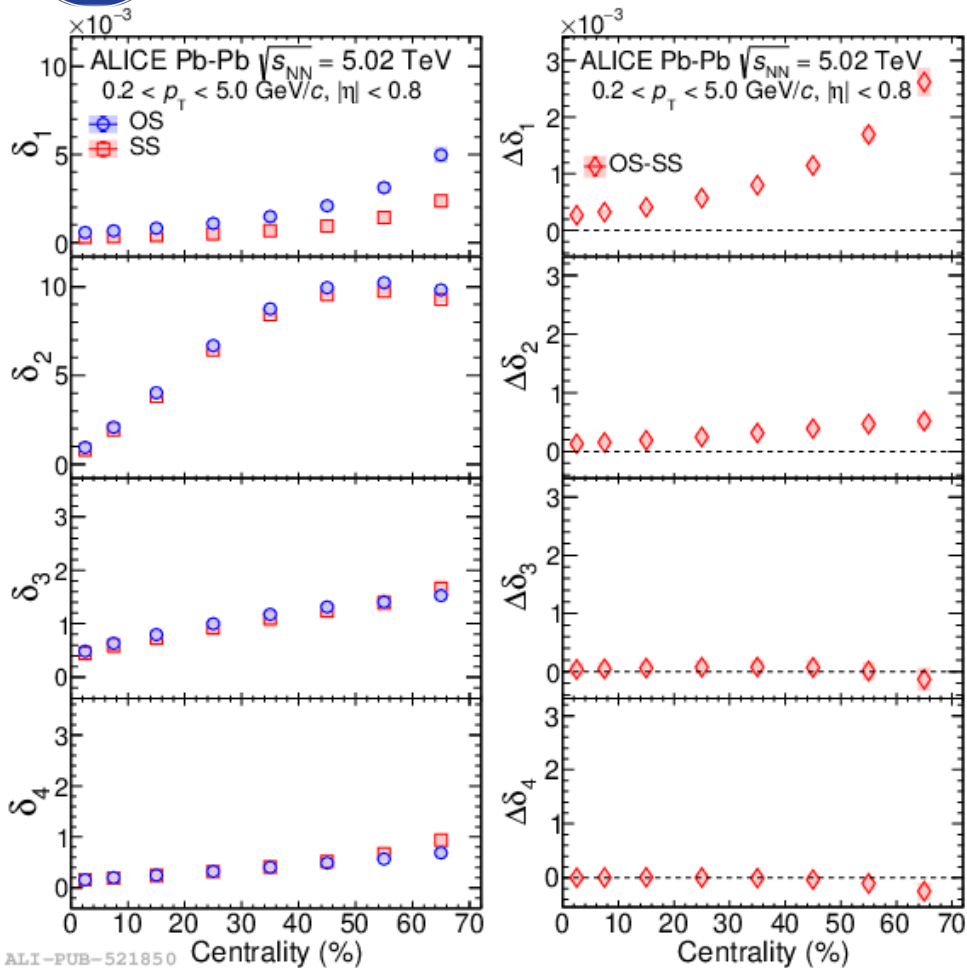 ×10⁻³
ALICE Pb-Pb √s_NN = 5.02 TeV
0.2 < p_T < 5.0 GeV/c, |η| < 0.8
OS
SS
δ₁
10
5
0
δ₂
10
5
0
δ₃
3
2
1
0
δ₄
3
2
1
0
0 10 20 30 40 50 60 70
Centrality (%)
×10⁻³
ALICE Pb-Pb √s_NN = 5.02 TeV
0.2 < p_T < 5.0 GeV/c, |η| < 0.8
OS-SS
Δδ₁
3
2
1
0
Δδ₂
3
2
1
0
Δδ₃
3
2
1
0
Δδ₄
3
2
1
0
0 10 20 30 40 50 60 70
Centrality (%)
ALI-PUB-521850